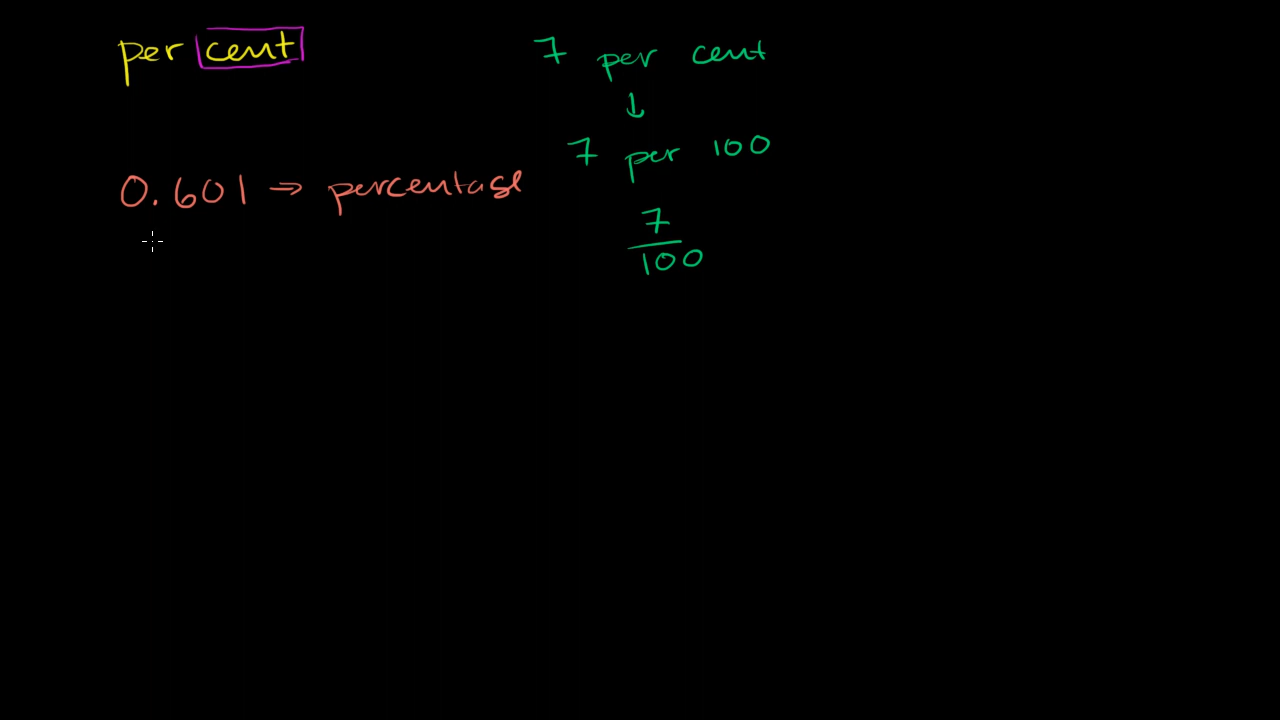 per cent
7 per cent
↓
7 per 100
0.601 ⇒ percentage
7
100